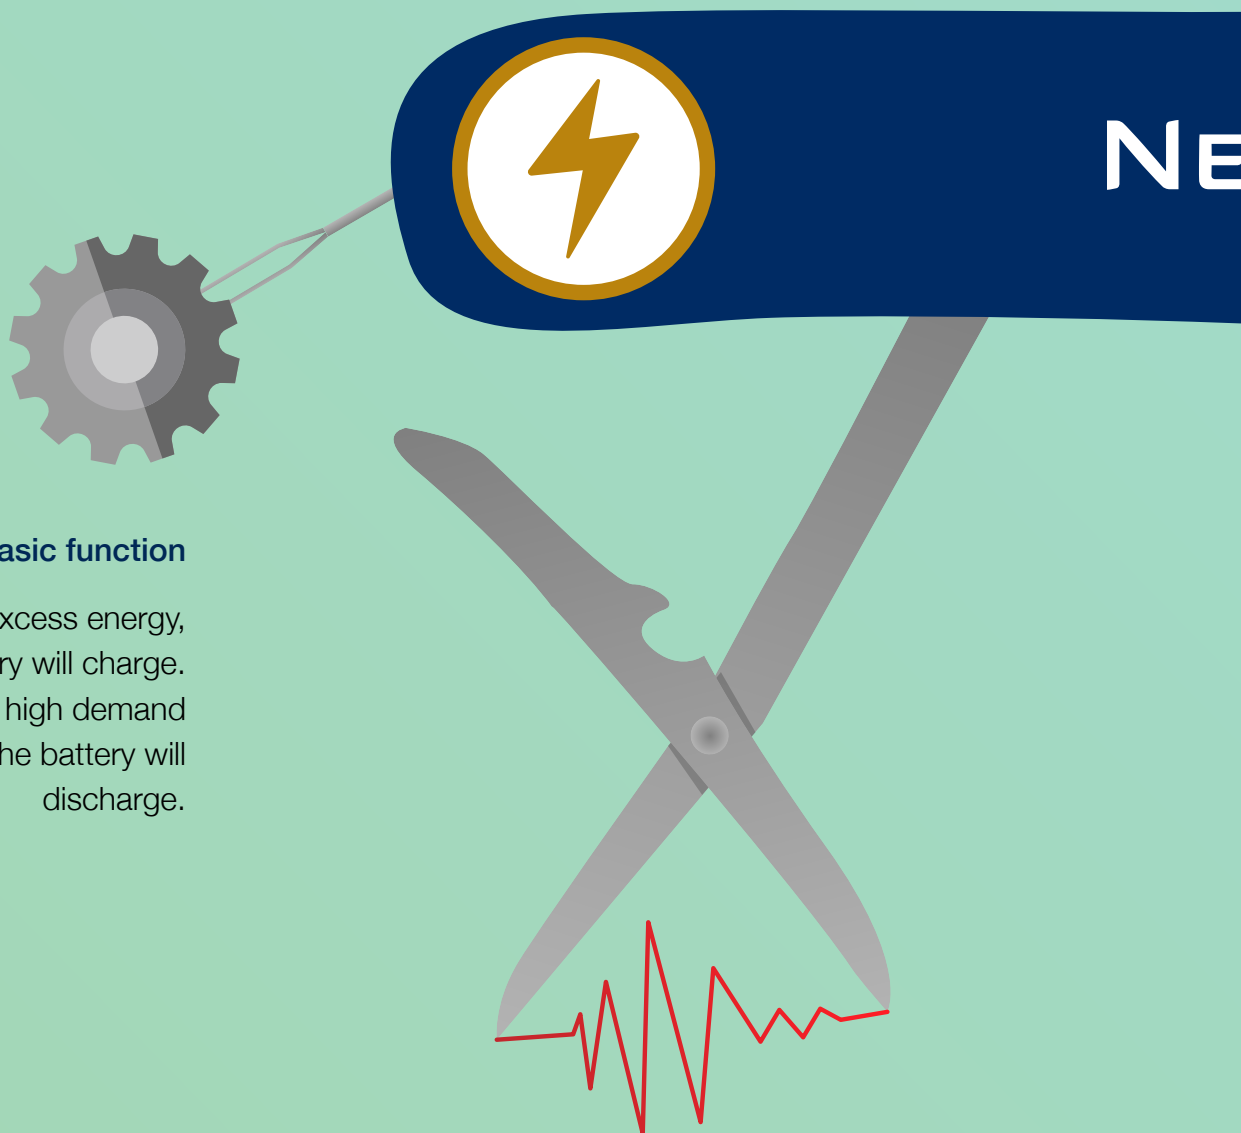 NE
asic function
xcess energy,
ry will charge.
high demand
he battery will
discharge.